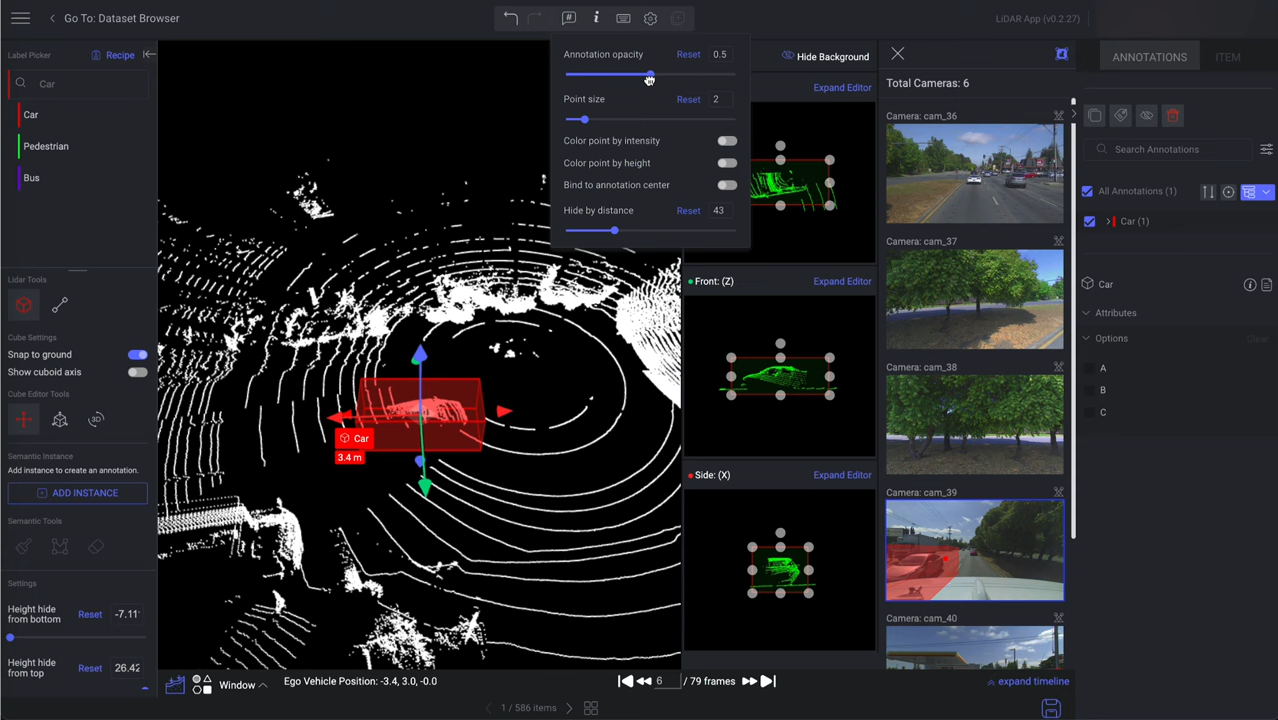 Go To: Dataset Browser
LiDAR App (v0.2.27)
Label Picker
Recipe
Car
Car
Pedestrian
Bus
Lidar Tools
Cube Settings
Snap to ground
Show cuboid axis
Cube Editor Tools
3D
Semantic Instance
Add instance to create an annotation.
ADD INSTANCE
Semantic Tools
Settings
Height hide from bottom
Reset
-7.11
Height hide from top
Reset
26.42
Annotation opacity
Reset
0.5
Point size
Reset
2
Color point by intensity
Color point by height
Bind to annotation center
Hide by distance
Reset
43
Car
3.4 m
Hide Background
Expand Editor
Front: (Z)
Expand Editor
Side: (X)
Expand Editor
Total Cameras: 6
Camera: cam_36
Camera: cam_37
Camera: cam_38
Camera: cam_39
Camera: cam_40
ANNOTATIONS
ITEM
Search Annotations
All Annotations (1)
Car (1)
Car
Attributes
Options
Clear
A
B
C
Window
Ego Vehicle Position: -3.4, 3.0, -0.0
6
/ 79 frames
expand timeline
1 / 586 items